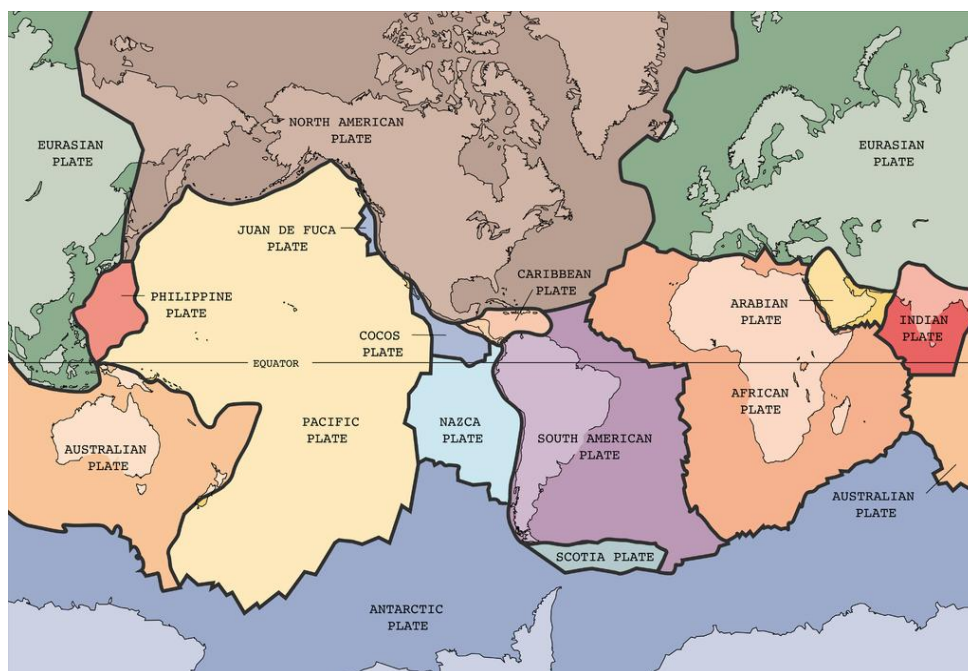 NORTH AMERICAN
PLATE
EURASIAN
PLATE
EURASIAN
PLATE
JUAN DE FUCA
PLATE
CARIBBEAN
PLATE
PHILIPPINE
PLATE
ARABIAN
PLATE
INDIAN
PLATE
COCOS
PLATE
EQUATOR
AFRICAN
PLATE
PACIFIC
PLATE
NAZCA
PLATE
SOUTH AMERICAN
PLATE
AUSTRALIAN
PLATE
AUSTRALIAN
PLATE
SCOTIA PLATE
ANTARCTIC
PLATE